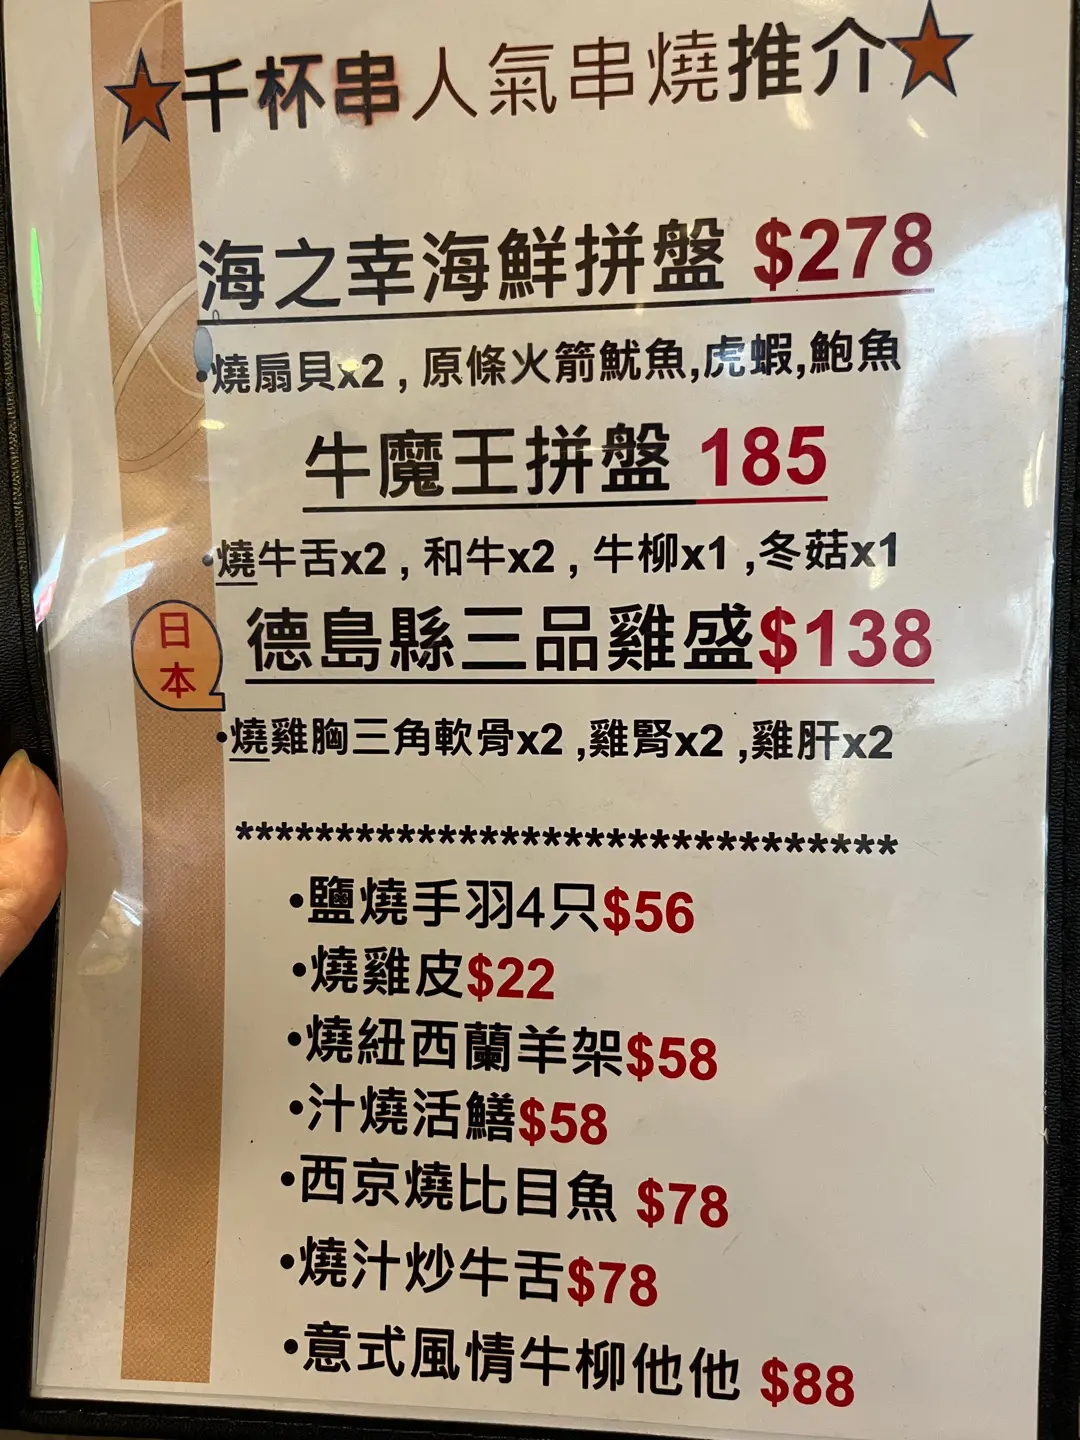 千杯串人氣串燒推介
海之幸海鮮拼盤 $278
•燒扇貝x2 , 原條火箭魷魚,虎蝦,鮑魚
牛魔王拼盤 185
•燒牛舌x2 , 和牛x2 , 牛柳x1 ,冬菇x1
日本
德島縣三品雞盛$138
•燒雞胸三角軟骨x2 ,雞腎x2 ,雞肝x2
*********************************
•鹽燒手羽4只$56
•燒雞皮$22
•燒紐西蘭羊架$58
•汁燒活鱔$58
•西京燒比目魚 $78
•燒汁炒牛舌$78
•意式風情牛柳他他 $88